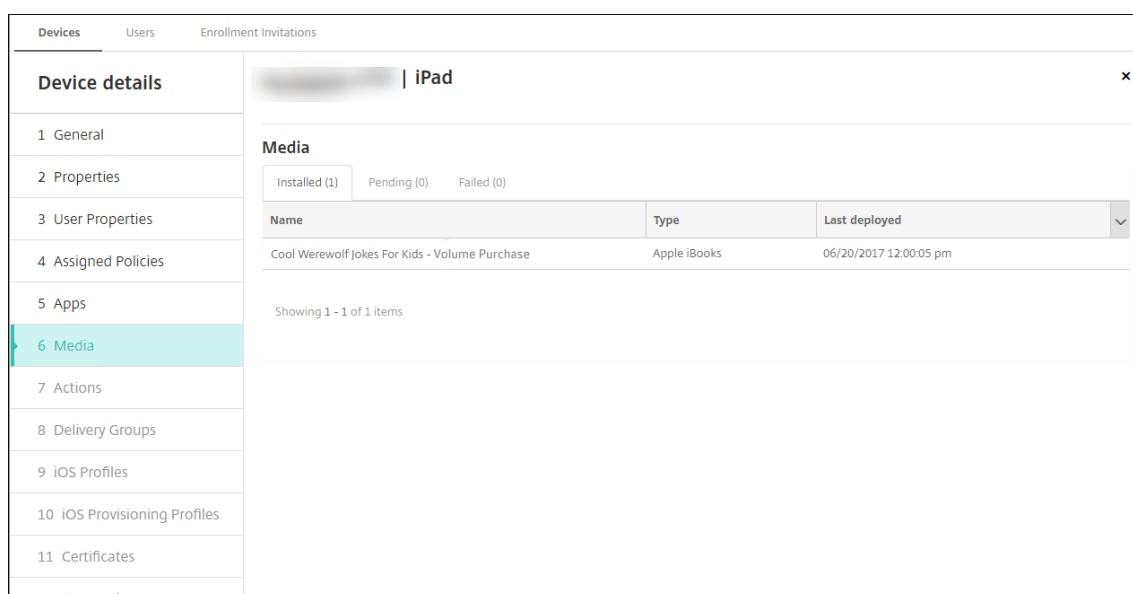 Devices Users Enrollment Invitations
Device details
1 General
2 Properties
3 User Properties
4 Assigned Policies
5 Apps
6 Media
7 Actions
8 Delivery Groups
9 iOS Profiles
10 iOS Provisioning Profiles
11 Certificates
| iPad
×
Media
Installed (1) Pending (0) Failed (0)
Name Type Last deployed
Cool Werewolf Jokes For Kids - Volume Purchase Apple iBooks 06/20/2017 12:00:05 pm
Showing 1 - 1 of 1 items